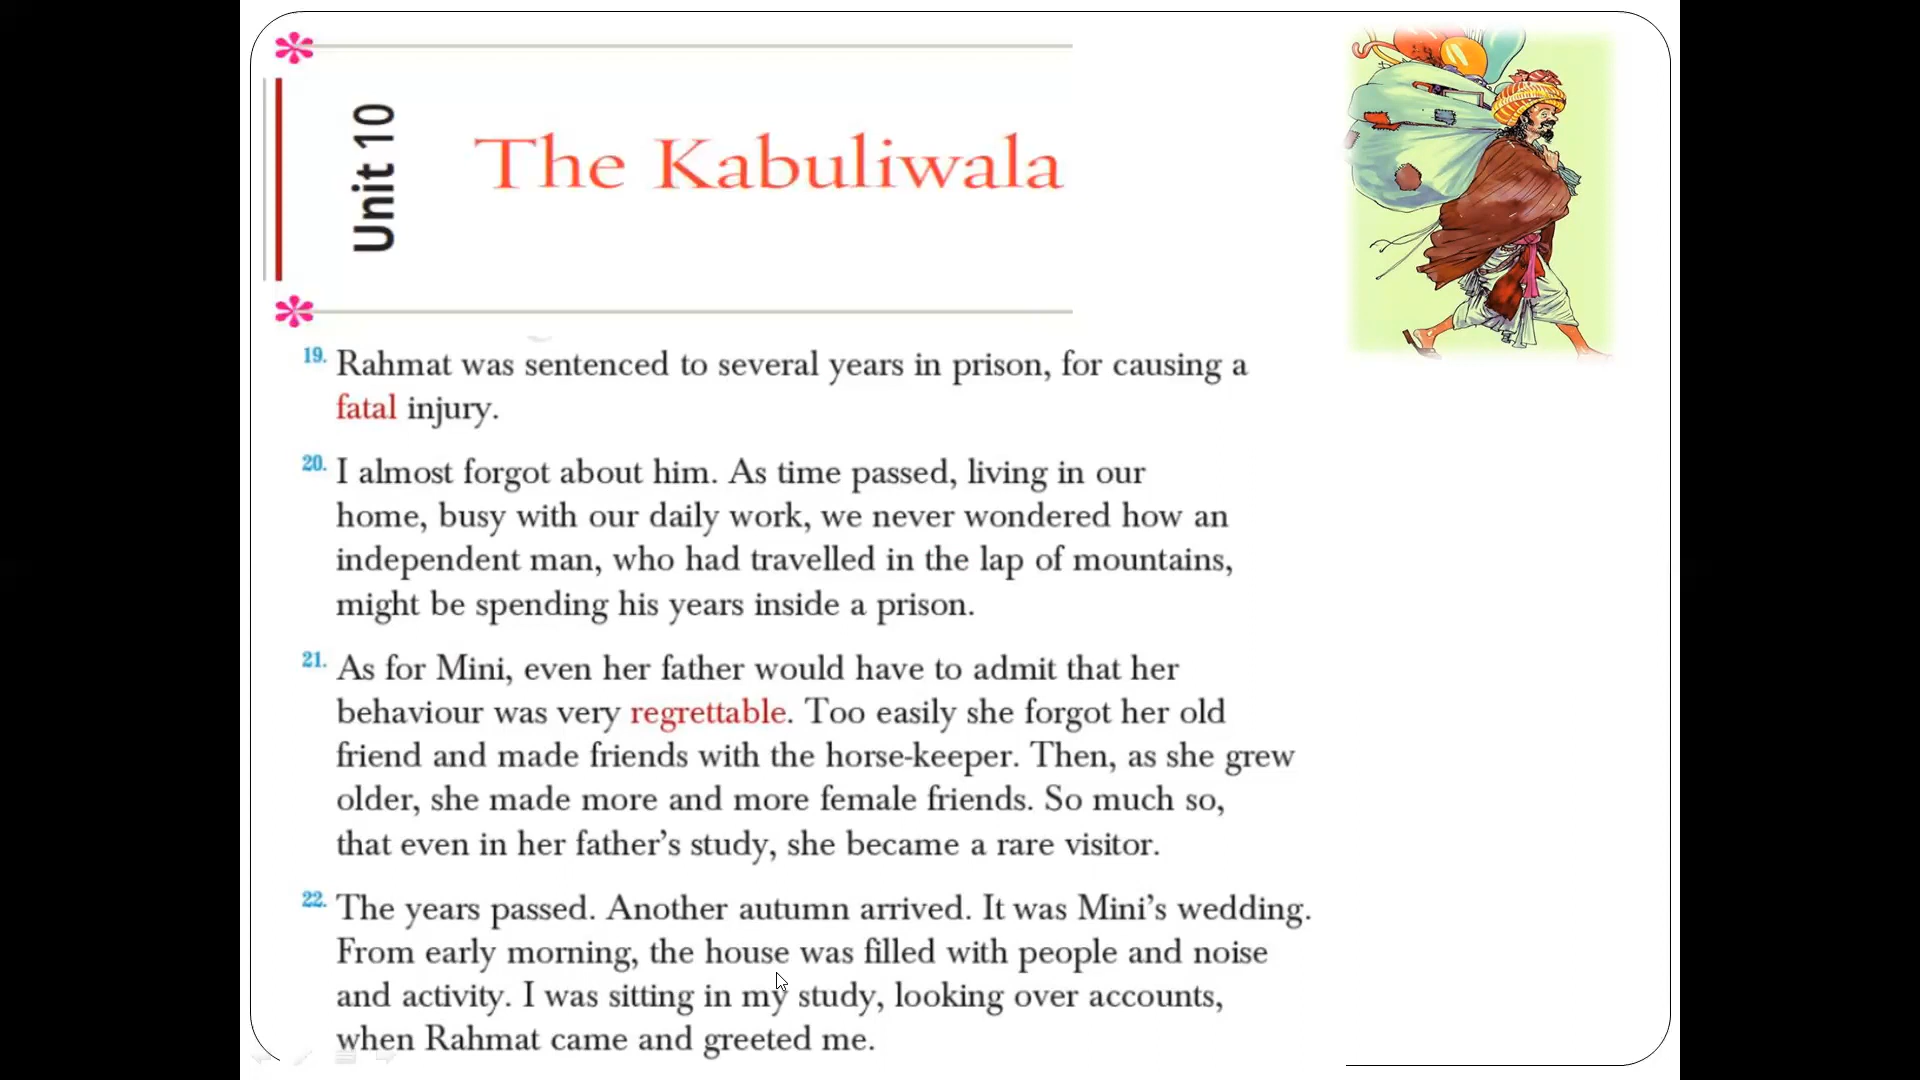 Unit 10
The Kabuliwala
19. Rahmat was sentenced to several years in prison, for causing a
fatal injury.
20. I almost forgot about him. As time passed, living in our
home, busy with our daily work, we never wondered how an
independent man, who had travelled in the lap of mountains,
might be spending his years inside a prison.
21. As for Mini, even her father would have to admit that her
behaviour was very regrettable. Too easily she forgot her old
friend and made friends with the horse-keeper. Then, as she grew
older, she made more and more female friends. So much so,
that even in her father’s study, she became a rare visitor.
22. The years passed. Another autumn arrived. It was Mini’s wedding.
From early morning, the house was filled with people and noise
and activity. I was sitting in my study, looking over accounts,
when Rahmat came and greeted me.